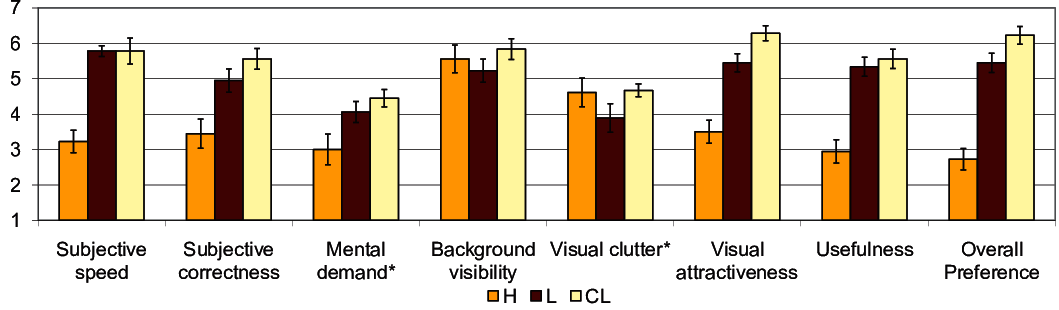 7
6
5
4
3
2
1
Subjective speed
Subjective correctness
Mental demand*
Background visibility
Visual clutter*
Visual attractiveness
Usefulness
Overall Preference
H L CL